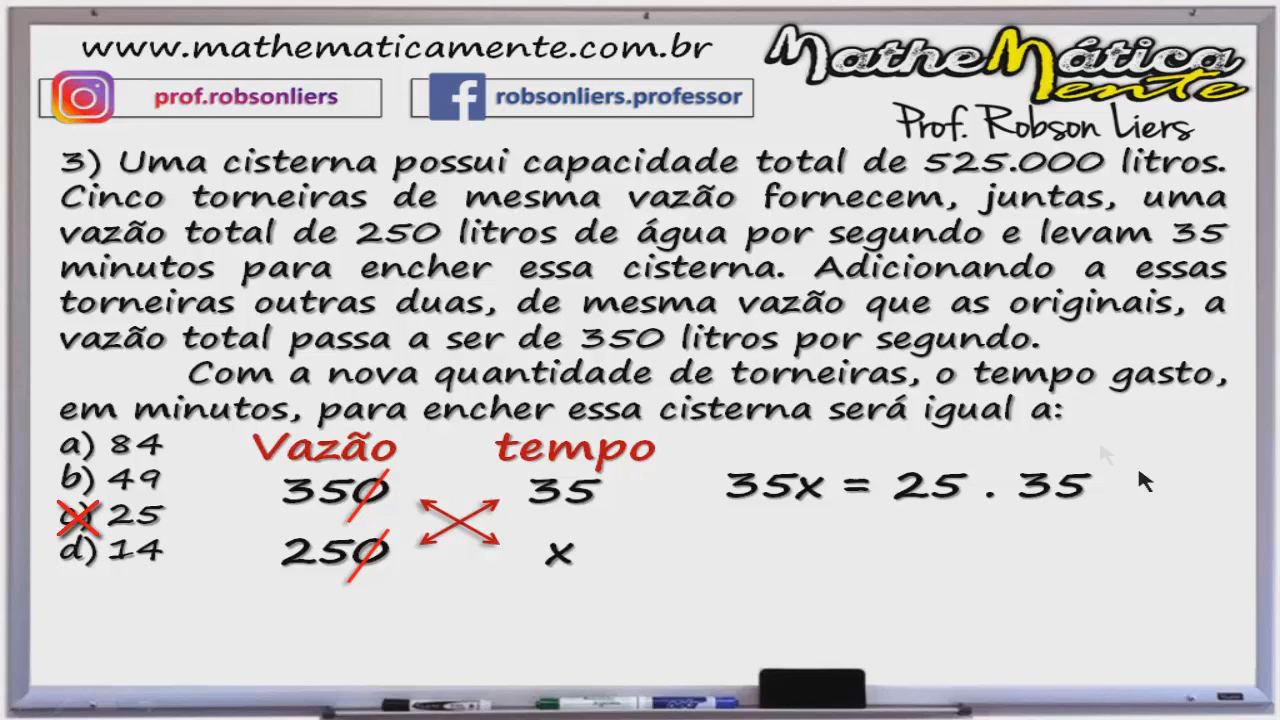 www.mathematicamente.com.br
MatheMática
mente
prof.robsonliers
robsonliers.professor
Prof. Robson Liers
3) Uma cisterna possui capacidade total de 525.000 litros.
Cinco torneiras de mesma vazão fornecem, juntas, uma
vazão total de 250 litros de água por segundo e levam 35
minutos para encher essa cisterna. Adicionando a essas
torneiras outras duas, de mesma vazão que as originais, a
vazão total passa a ser de 350 litros por segundo.
Com a nova quantidade de torneiras, o tempo gasto,
em minutos, para encher essa cisterna será igual a:
a) 84
b) 49
c) 25
d) 14
Vazão tempo
350 35
250 x
35x = 25 . 35